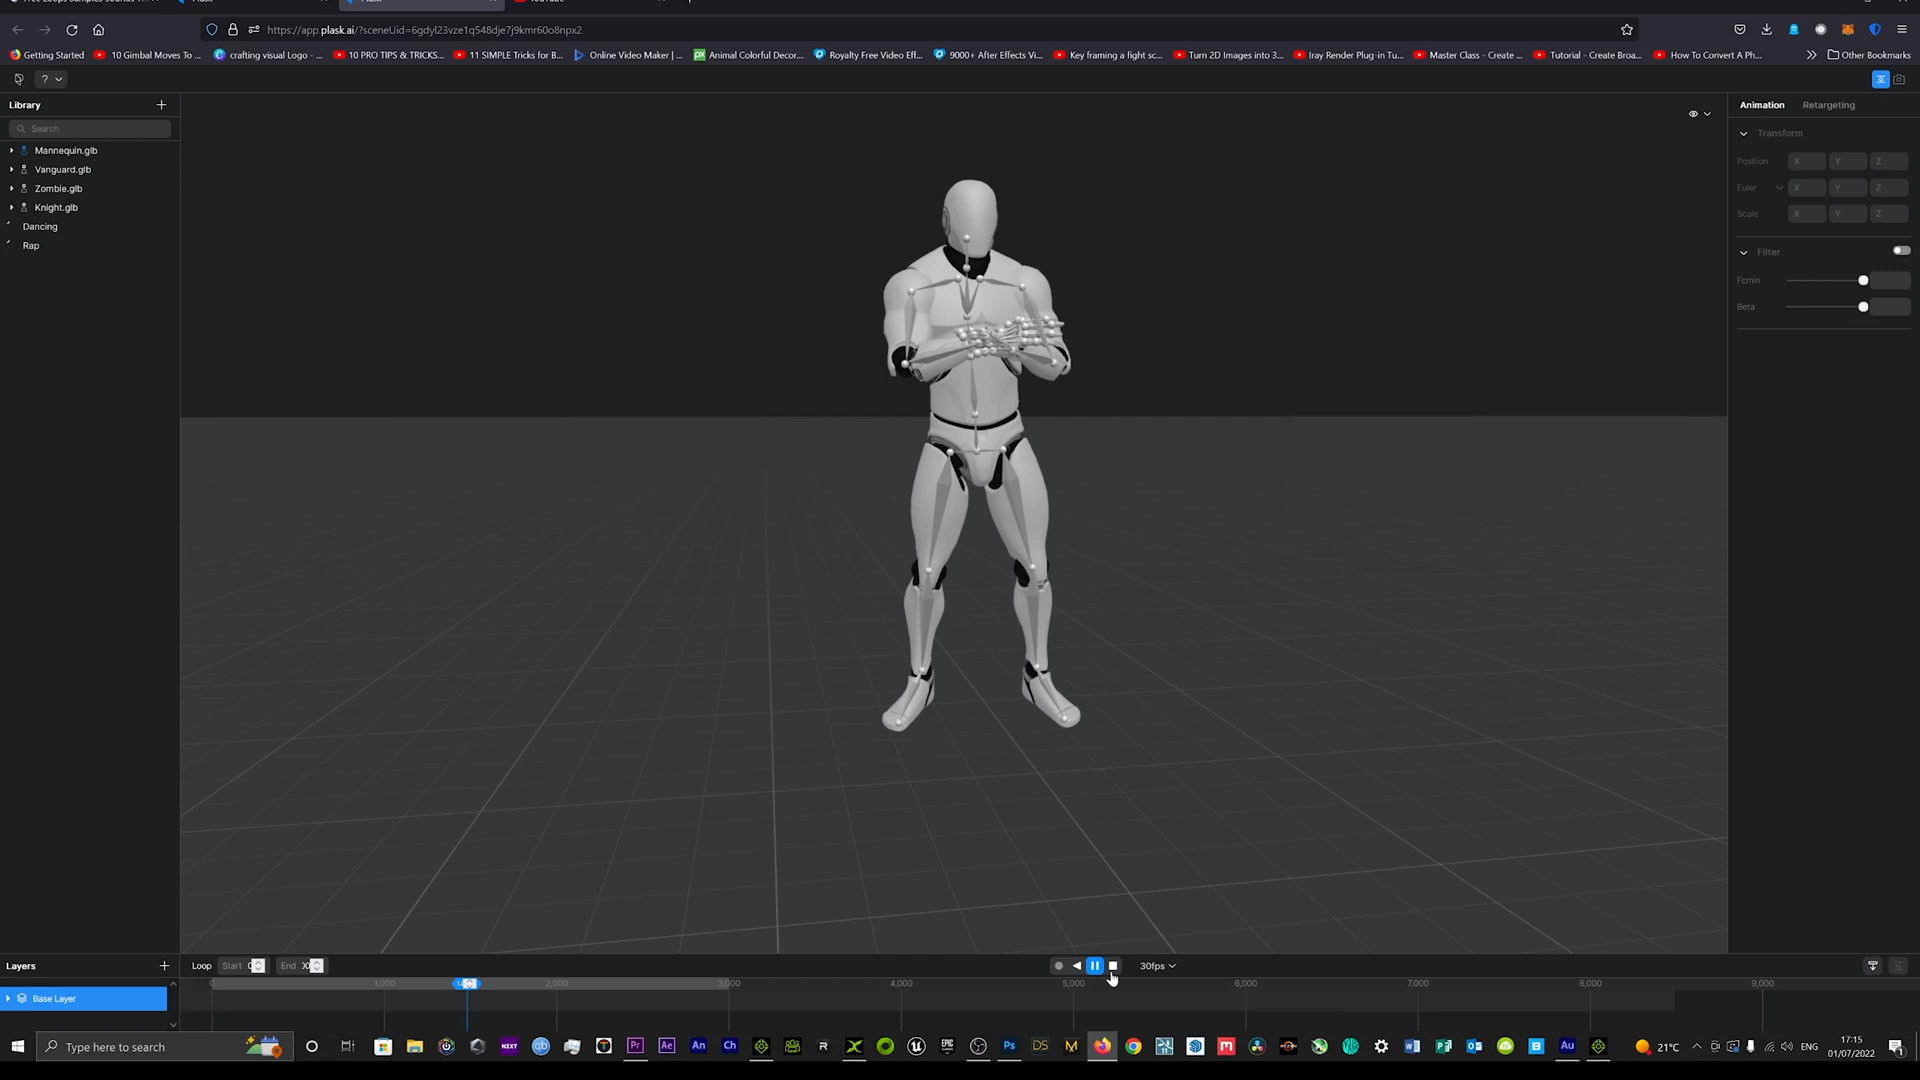 Plask
https://app.plask.ai/?sceneUid=6gdyl23vze1q548dje7j9kmr60o8npx2
Getting Started
10 Gimbal Moves To ...
crafting visual Logo - ...
10 PRO TIPS & TRICKS...
11 SIMPLE Tricks for B...
Online Video Maker | ...
Animal Colorful Decor...
Royalty Free Video Eff...
9000+ After Effects Vi...
Key framing a fight sc...
Turn 2D Images into 3...
Iray Render Plug-in Tu...
Master Class - Create ...
Tutorial - Create Broa...
How To Convert A Ph...
Other Bookmarks
?
Library
Search
Mannequin.glb
Vanguard.glb
Zombie.glb
Knight.glb
Dancing
Rap
Animation
Retargeting
Transform
Position X Y Z
Euler X Y Z
Scale X Y Z
Filter
Fcmin
Beta
Layers
Loop
Start
End
30fps
0 1,000 2,000 3,000 4,000 5,000 6,000 7,000 8,000 9,000
Base Layer
Type here to search
21°C
ENG
17:15
01/07/2022